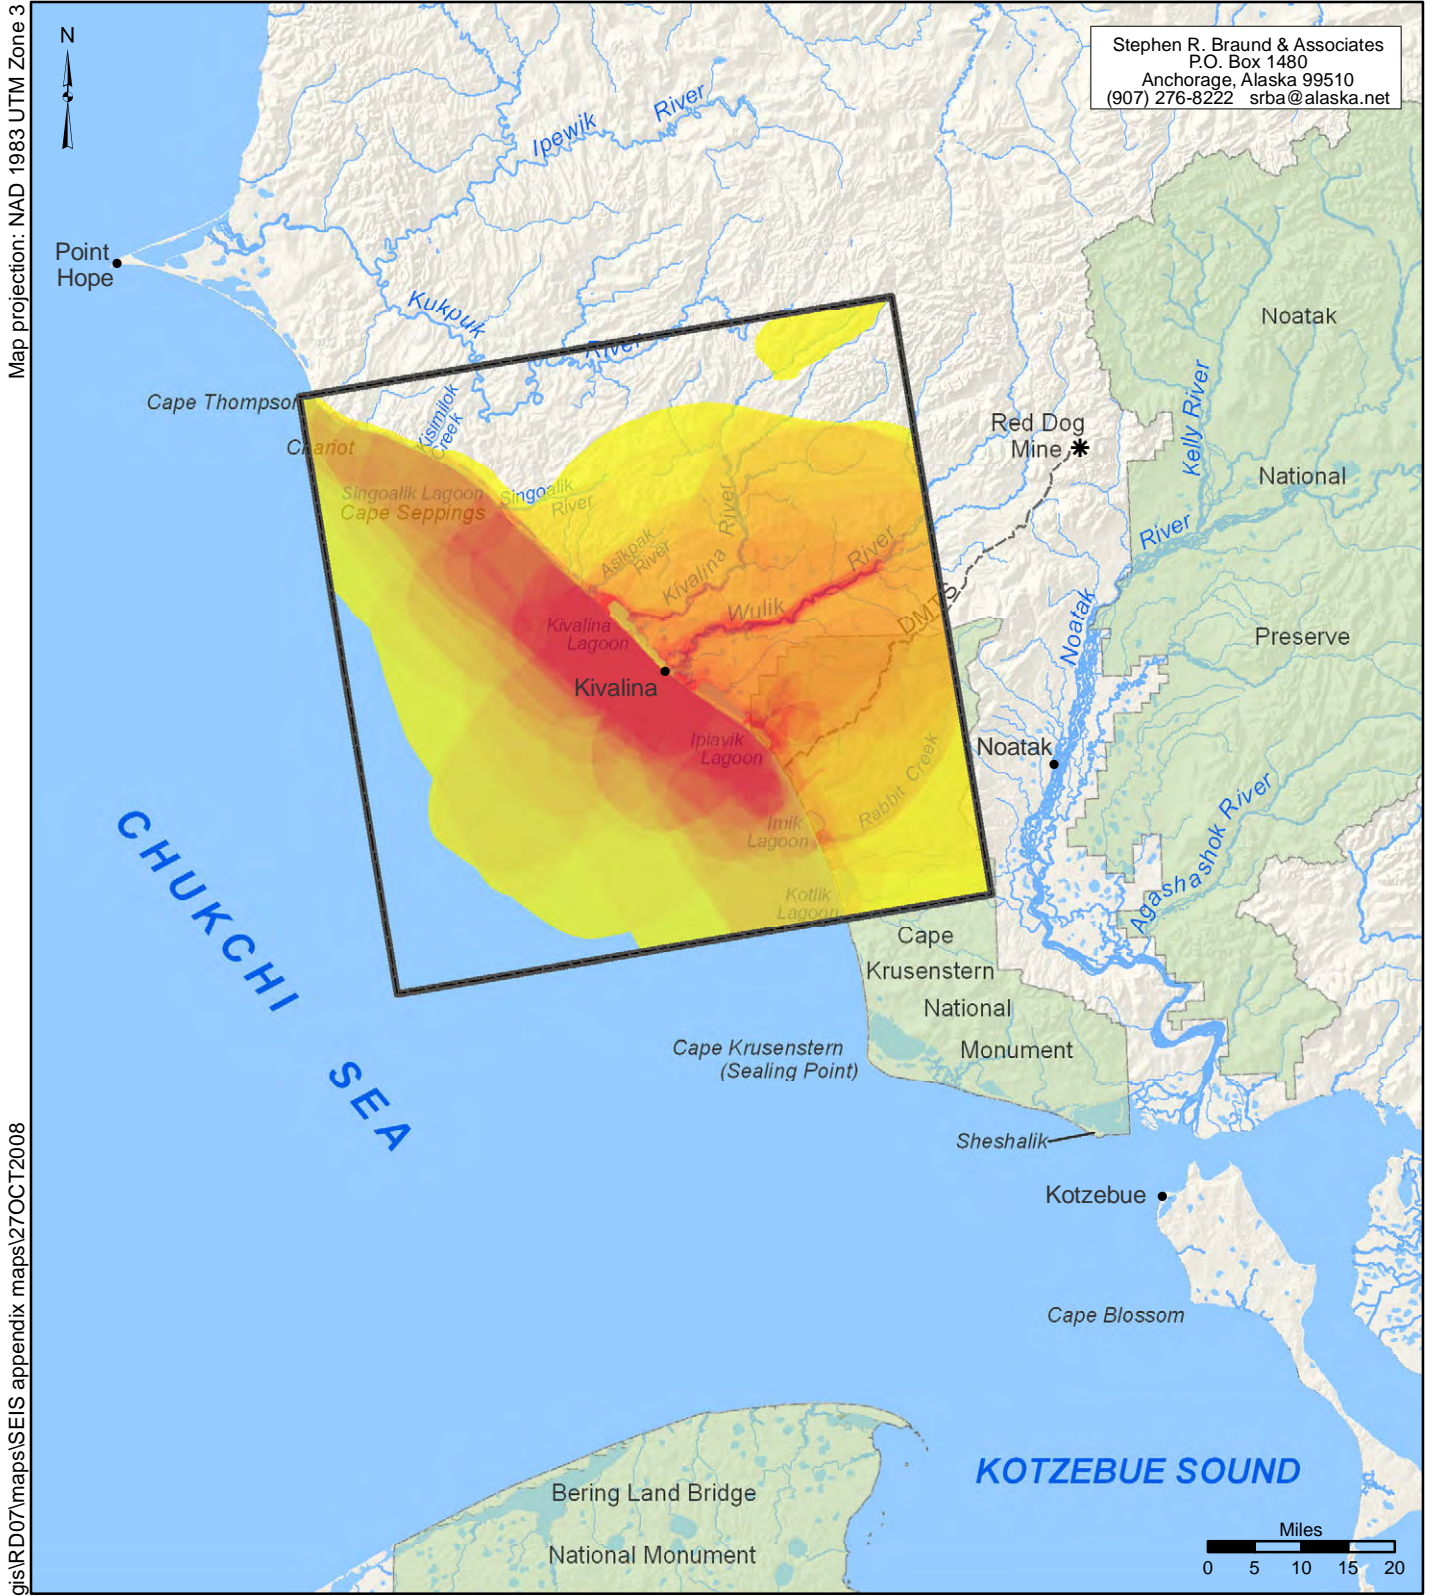 Map projection: NAD 1983 UTM Zone 3
N
Stephen R. Braund & Associates
P.O. Box 1480
Anchorage, Alaska 99510
(907) 276-8222 srba@alaska.net
Ipewik River
Point
Hope
Kukpuk River
Noatak
Kelly River
Cape Thompson
Kisimilok
Creek
Red Dog
Mine
Chariot
National
Singoalik Lagoon
Cape Seppings
Singoalik
River
River
Asikpak
River
Kivalina River
Wulik River
DMTS
Noatak
Preserve
Kivalina
Lagoon
Kivalina
Ipiavik
Lagoon
Noatak
Rabbit Creek
Imik
Lagoon
Agashashok River
Kotlik
Lagoon
CHUKCHI SEA
Cape
Krusenstern
National
Monument
Cape Krusenstern
(Sealing Point)
Sheshalik
Kotzebue
Cape Blossom
KOTZEBUE SOUND
Bering Land Bridge
National Monument
Miles
0 5 10 15 20
gis\RD07\maps\SEIS appendix maps\27OCT2008